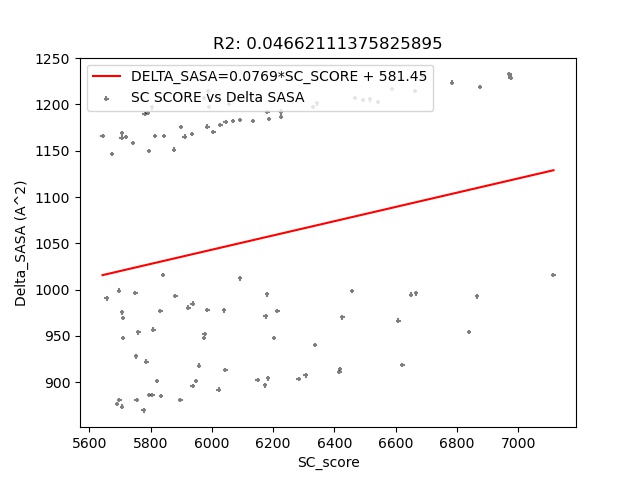 R2: 0.04662111375825895
DELTA_SASA=0.0769*SC_SCORE + 581.45
SC SCORE vs Delta SASA
Delta_SASA (A^2)
1250
1200
1150
1100
1050
1000
950
900
5600 5800 6000 6200 6400 6600 6800 7000
SC_score